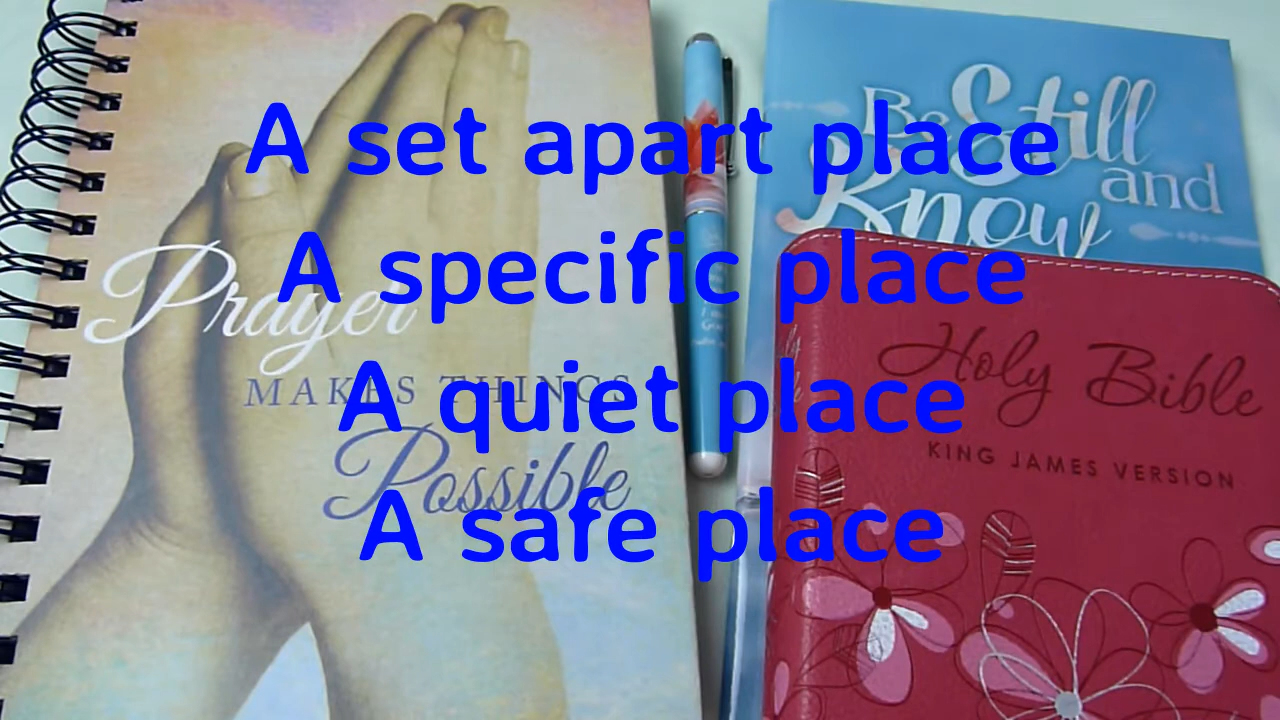 A set apart place
A specific place
A quiet place
A safe place
Prayer
MAKES THINGS
Possible
Be Still
and
Know
Holy Bible
KING JAMES VERSION